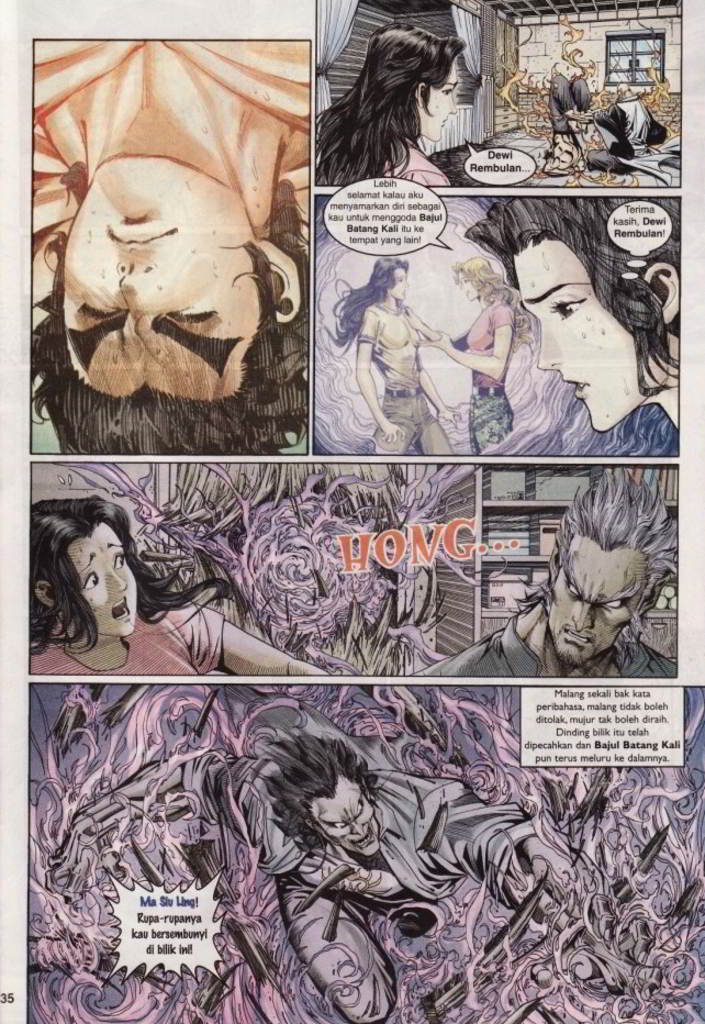 Dewi
Rembulan...
Lebih
selamat kalau aku
menyamarkan diri sebagai
kau untuk menggoda Bajul
Batang Kali itu ke
tempat yang lain!
Terima
kasih, Dewi
Rembulan!
HONG...
Malang sekali bak kata
peribahasa, malang tidak boleh
ditolak, mujur tak boleh diraih.
Dinding bilik itu telah
dipecahkan dan Bajul Batang Kali
pun terus meluru ke dalamnya.
Ma Siu Ling!
Rupa-rupanya
kau bersembunyi
di bilik ini!
35